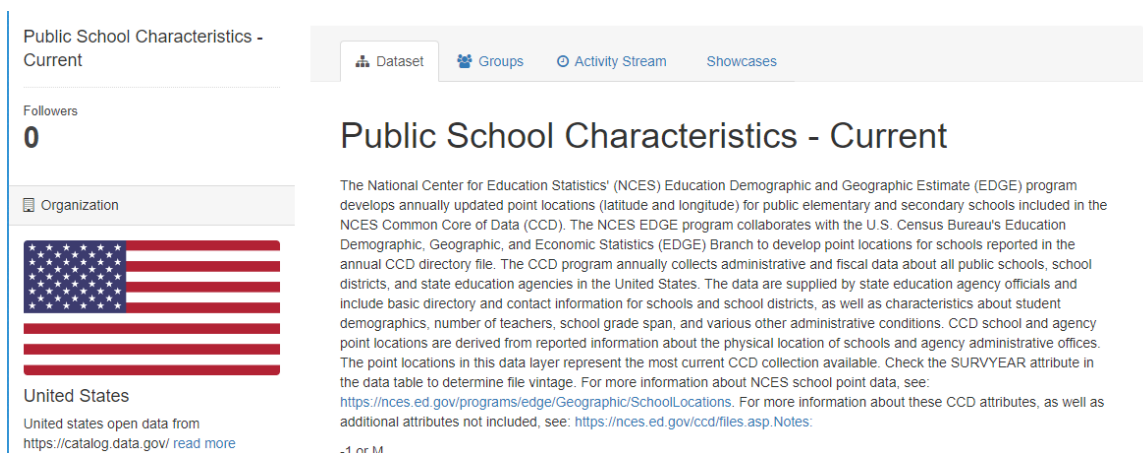 Public School Characteristics -
Current
Followers
0
Organization
United States
United states open data from
https://catalog.data.gov/ read more
Dataset
Groups
Activity Stream
Showcases
Public School Characteristics - Current
The National Center for Education Statistics' (NCES) Education Demographic and Geographic Estimate (EDGE) program
develops annually updated point locations (latitude and longitude) for public elementary and secondary schools included in the
NCES Common Core of Data (CCD). The NCES EDGE program collaborates with the U.S. Census Bureau's Education
Demographic, Geographic, and Economic Statistics (EDGE) Branch to develop point locations for schools reported in the
annual CCD directory file. The CCD program annually collects administrative and fiscal data about all public schools, school
districts, and state education agencies in the United States. The data are supplied by state education agency officials and
include basic directory and contact information for schools and school districts, as well as characteristics about student
demographics, number of teachers, school grade span, and various other administrative conditions. CCD school and agency
point locations are derived from reported information about the physical location of schools and agency administrative offices.
The point locations in this data layer represent the most current CCD collection available. Check the SURVYEAR attribute in
the data table to determine file vintage. For more information about NCES school point data, see:
https://nces.ed.gov/programs/edge/Geographic/SchoolLocations. For more information about these CCD attributes, as well as
additional attributes not included, see: https://nces.ed.gov/ccd/files.asp.Notes:
-1 or M